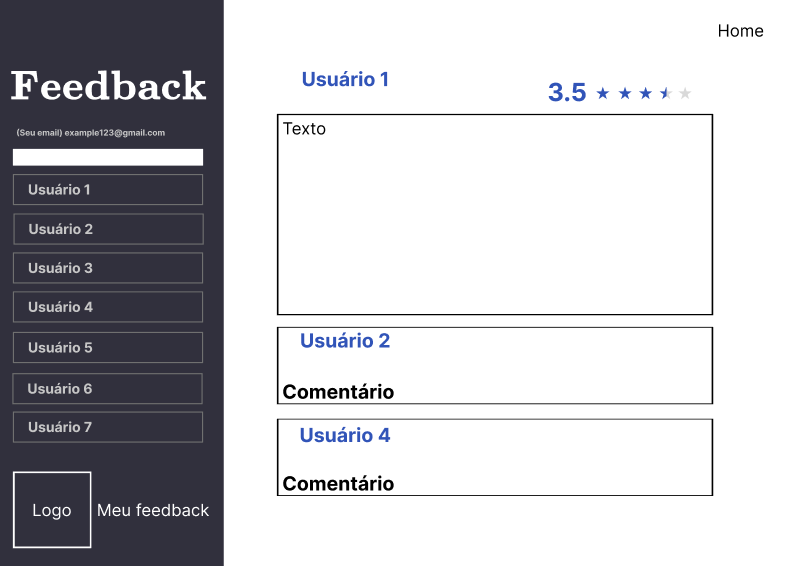 Home
Feedback
(Seu email) example123@gmail.com
Usuário 1
Usuário 2
Usuário 3
Usuário 4
Usuário 5
Usuário 6
Usuário 7
Logo
Meu feedback
Usuário 1
3.5
Texto
Usuário 2
Comentário
Usuário 4
Comentário